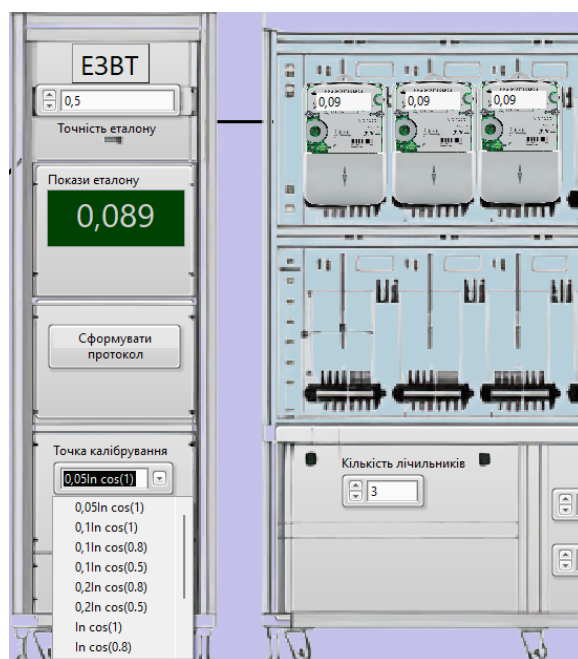 ЕЗВТ
0,5
Точність еталону
Покази еталону
0,089
Сформувати
протокол
Точка калібрування
0,05In cos(1)
0,05In cos(1)
0,1In cos(1)
0,1In cos(0.8)
0,1In cos(0.5)
0,2In cos(0.8)
0,2In cos(0.5)
In cos(1)
In cos(0.8)
0,09
0,09
0,09
Кількість лічильників
3